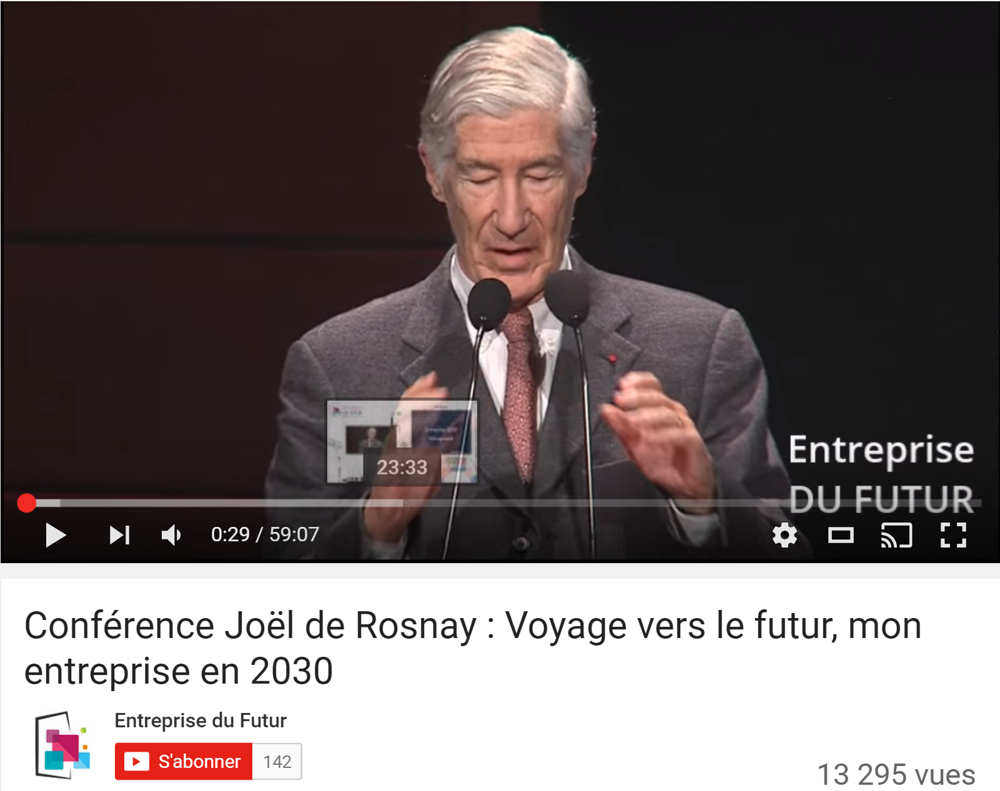 Entreprise
DU FUTUR
23:33
0:29 / 59:07
Conférence Joël de Rosnay : Voyage vers le futur, mon
entreprise en 2030
Entreprise du Futur
S'abonner 142
13 295 vues